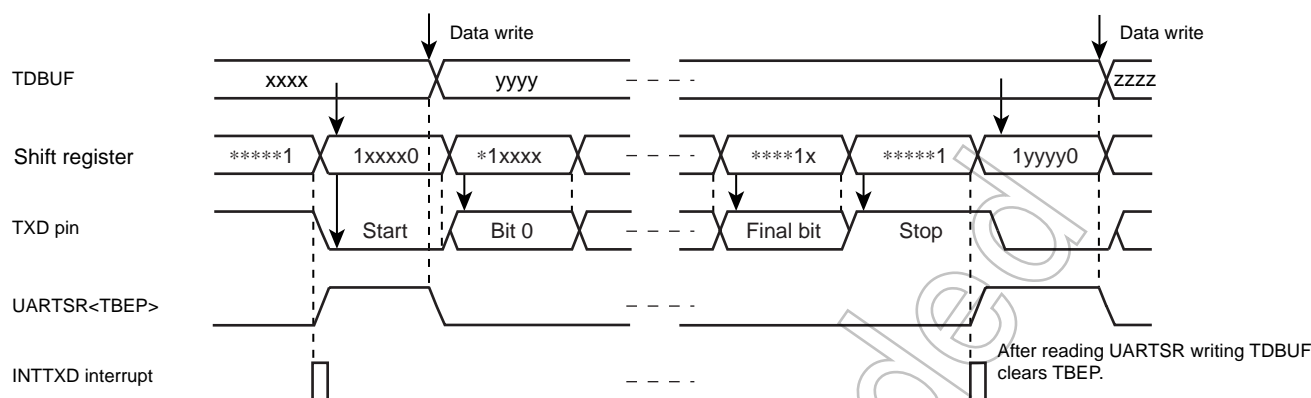 Data write
Data write
TDBUF
xxxx
yyyy
zzzz
Shift register
*****1
1xxxx0
*1xxxx
****1x
*****1
1yyyy0
TXD pin
Start
Bit 0
Final bit
Stop
UARTSR<TBEP>
After reading UARTSR writing TDBUF
clears TBEP.
INTTXD interrupt